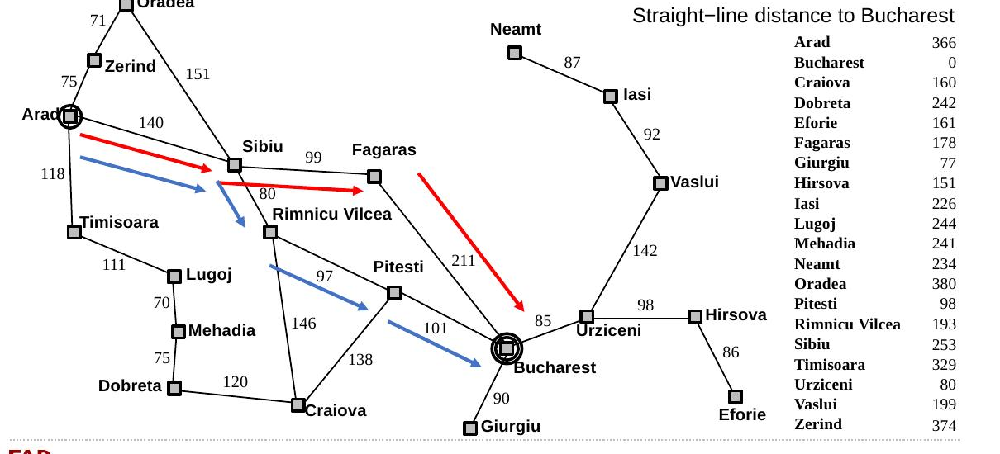 Oradea
Straight−line distance to Bucharest
71
Neamt
Arad 366
Bucharest 0
87
Zerind
151
75
Craiova 160
Iasi
Dobreta 242
Arad
140
Eforie 161
92
Sibiu
Fagaras
99
Fagaras 178
Giurgiu 77
118
80
Vaslui
Hirsova 151
Iasi 226
Timisoara
Rimnicu Vilcea
Lugoj 244
Mehadia 241
142
111
211
Pitesti
Neamt 234
Lugoj
97
Oradea 380
70
98
Pitesti 98
85
Hirsova
Rimnicu Vilcea 193
146
101
Urziceni
Mehadia
Sibiu 253
75
138
86
Bucharest
Timisoara 329
Dobreta
120
Urziceni 80
90
Craiova
Eforie
Vaslui 199
Giurgiu
Zerind 374